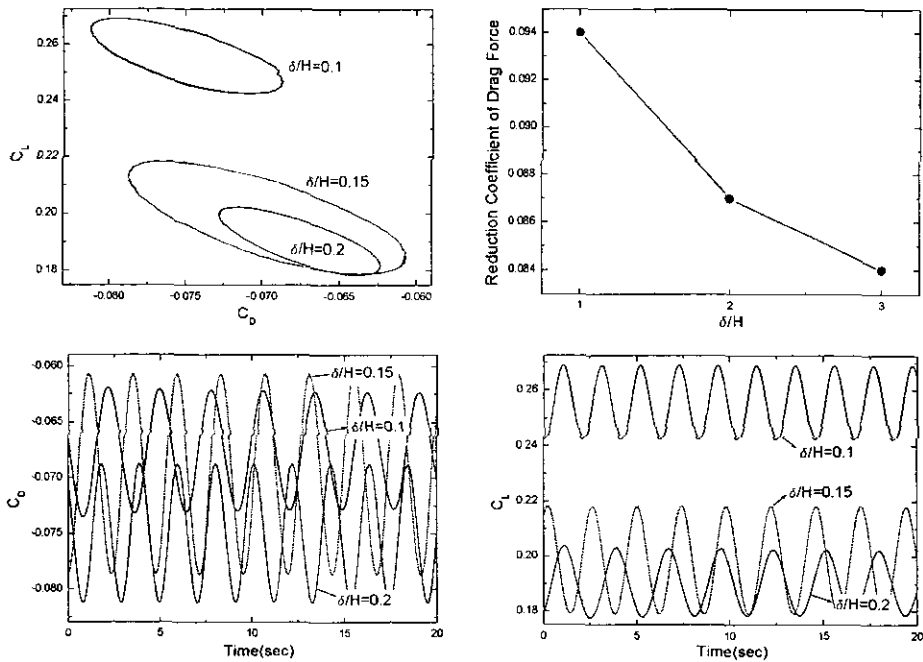 0.26
0.24
0.22
0.20
0.18
C_L
-0.080
-0.075
-0.070
-0.065
-0.060
C_D
δ/H=0.1
δ/H=0.15
δ/H=0.2
Reduction Coefficient of Drag Force
0.094
0.092
0.090
0.088
0.086
0.084
1
2
3
δ/H
-0.060
-0.065
-0.070
-0.075
-0.080
C_D
δ/H=0.15
δ/H=0.1
δ/H=0.2
0
5
10
15
20
Time(sec)
0.26
0.24
0.22
0.20
0.18
C_L
δ/H=0.1
δ/H=0.15
δ/H=0.2
0
5
10
15
20
Time(sec)